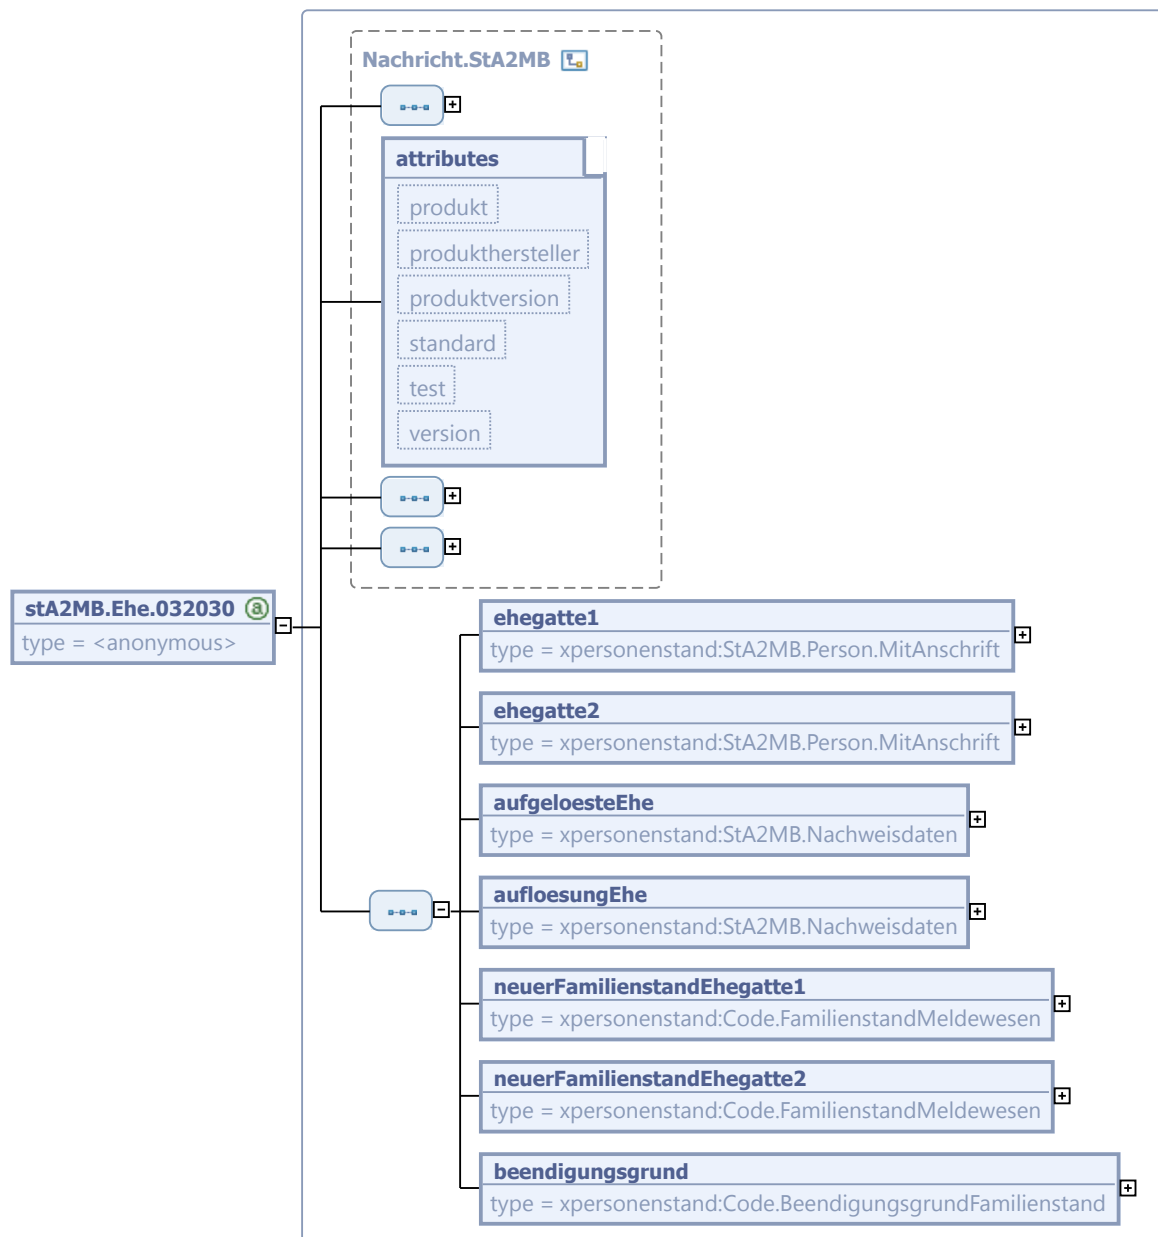 Nachricht.StA2MB
attributes
produkt
produkthersteller
produktversion
standard
test
version
stA2MB.Ehe.032030
type = <anonymous>
ehegatte1
type = xpersonenstand:StA2MB.Person.MitAnschrift
ehegatte2
type = xpersonenstand:StA2MB.Person.MitAnschrift
aufgeloesteEhe
type = xpersonenstand:StA2MB.Nachweisdaten
aufloesungEhe
type = xpersonenstand:StA2MB.Nachweisdaten
neuerFamilienstandEhegatte1
type = xpersonenstand:Code.FamilienstandMeldewesen
neuerFamilienstandEhegatte2
type = xpersonenstand:Code.FamilienstandMeldewesen
beendigungsgrund
type = xpersonenstand:Code.BeendigungsgrundFamilienstand